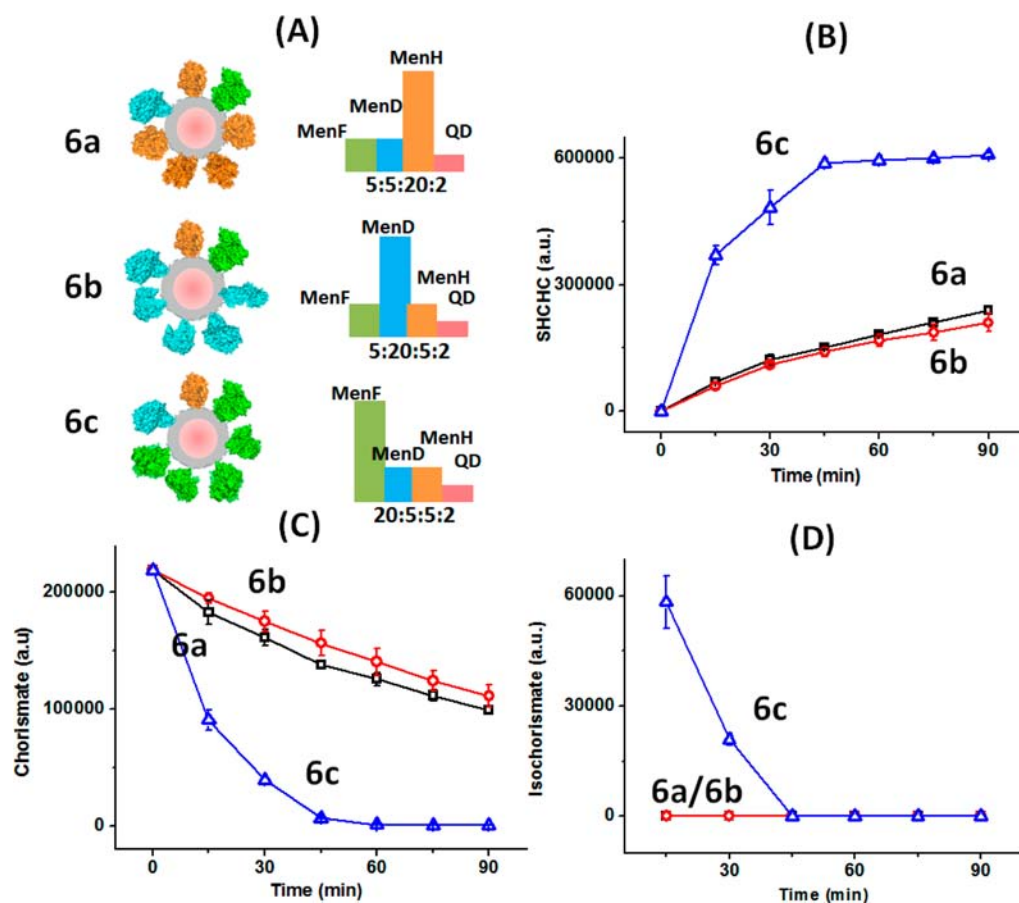 (A)
6a
MenF
MenD
MenH
QD
5:5:20:2
6b
MenF
MenD
MenH
QD
5:20:5:2
6c
MenF
MenD
MenH
QD
20:5:5:2
(B)
SHCHC (a.u.)
600000
300000
0
6c
6a
6b
0 15 30 45 60 75 90
Time (min)
(C)
Chorismate (a.u)
200000
100000
0
6b
6a
6c
0 30 60 90
Time (min)
(D)
Isochorismate (a.u.)
60000
30000
0
6c
6a/6b
30 60 90
Time (min)